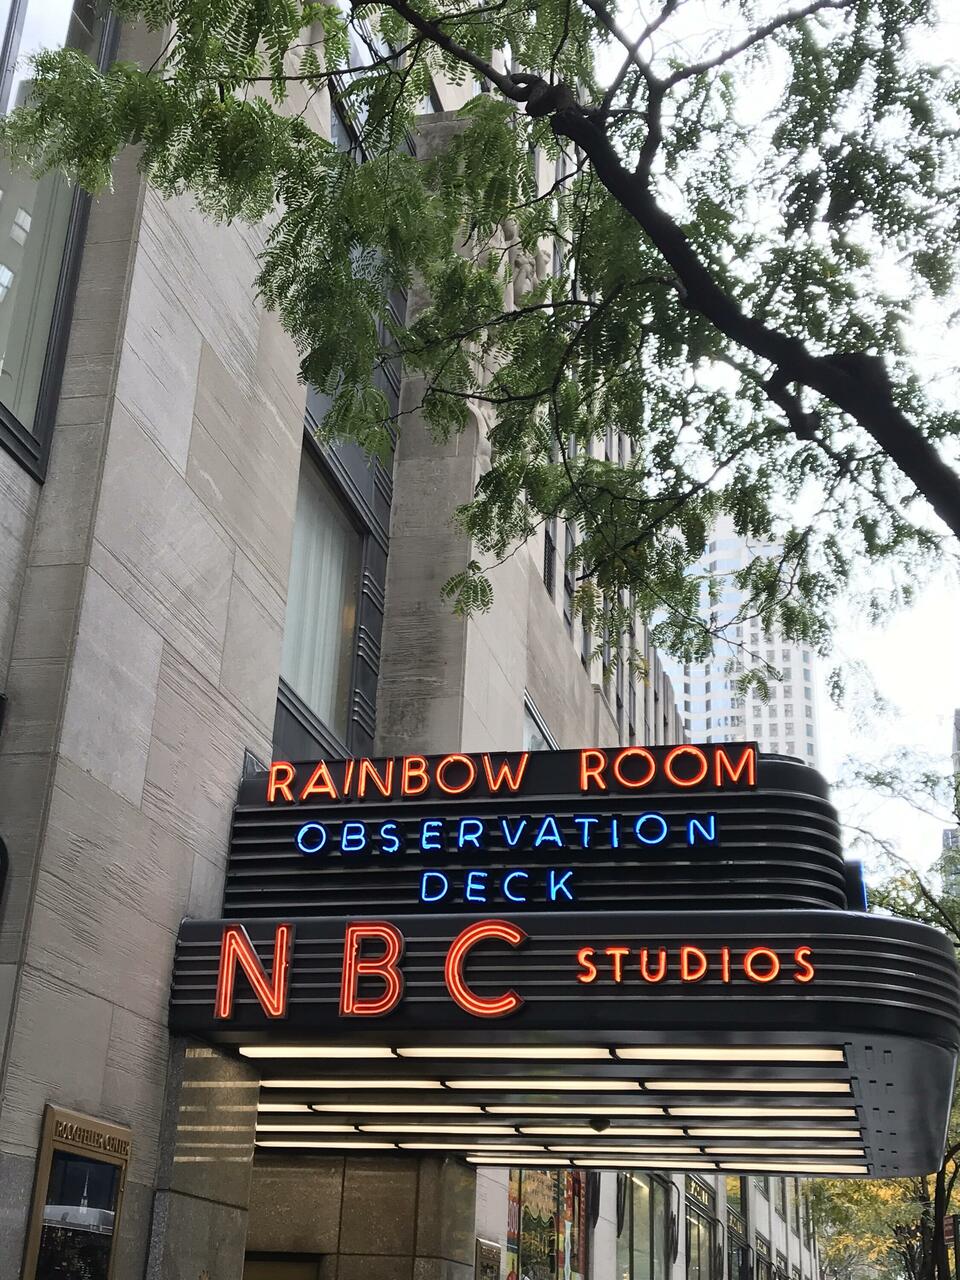 RAINBOW ROOM
OBSERVATION
DECK
NBC STUDIOS
ROCKEFELLER CENTER